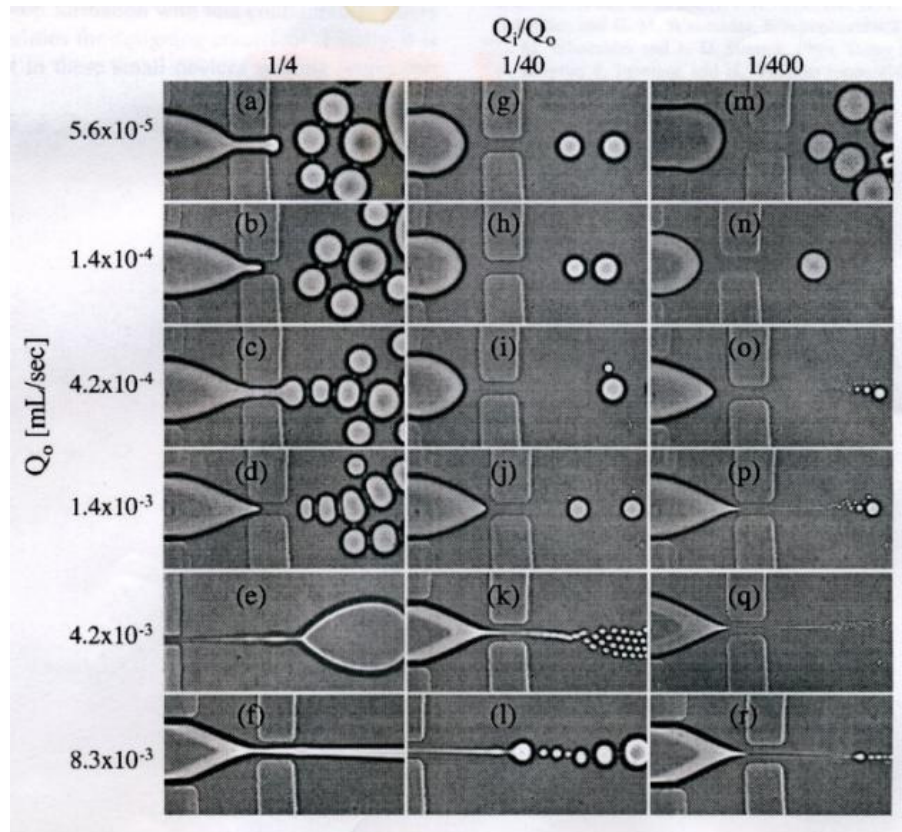 Qi/Qo
1/4 1/40 1/400
5.6x10-5 (a) (g) (m)
1.4x10-4 (b) (h) (n)
4.2x10-4 (c) (i) (o)
1.4x10-3 (d) (j) (p)
4.2x10-3 (e) (k) (q)
8.3x10-3 (f) (l) (r)
Qo [mL/sec]